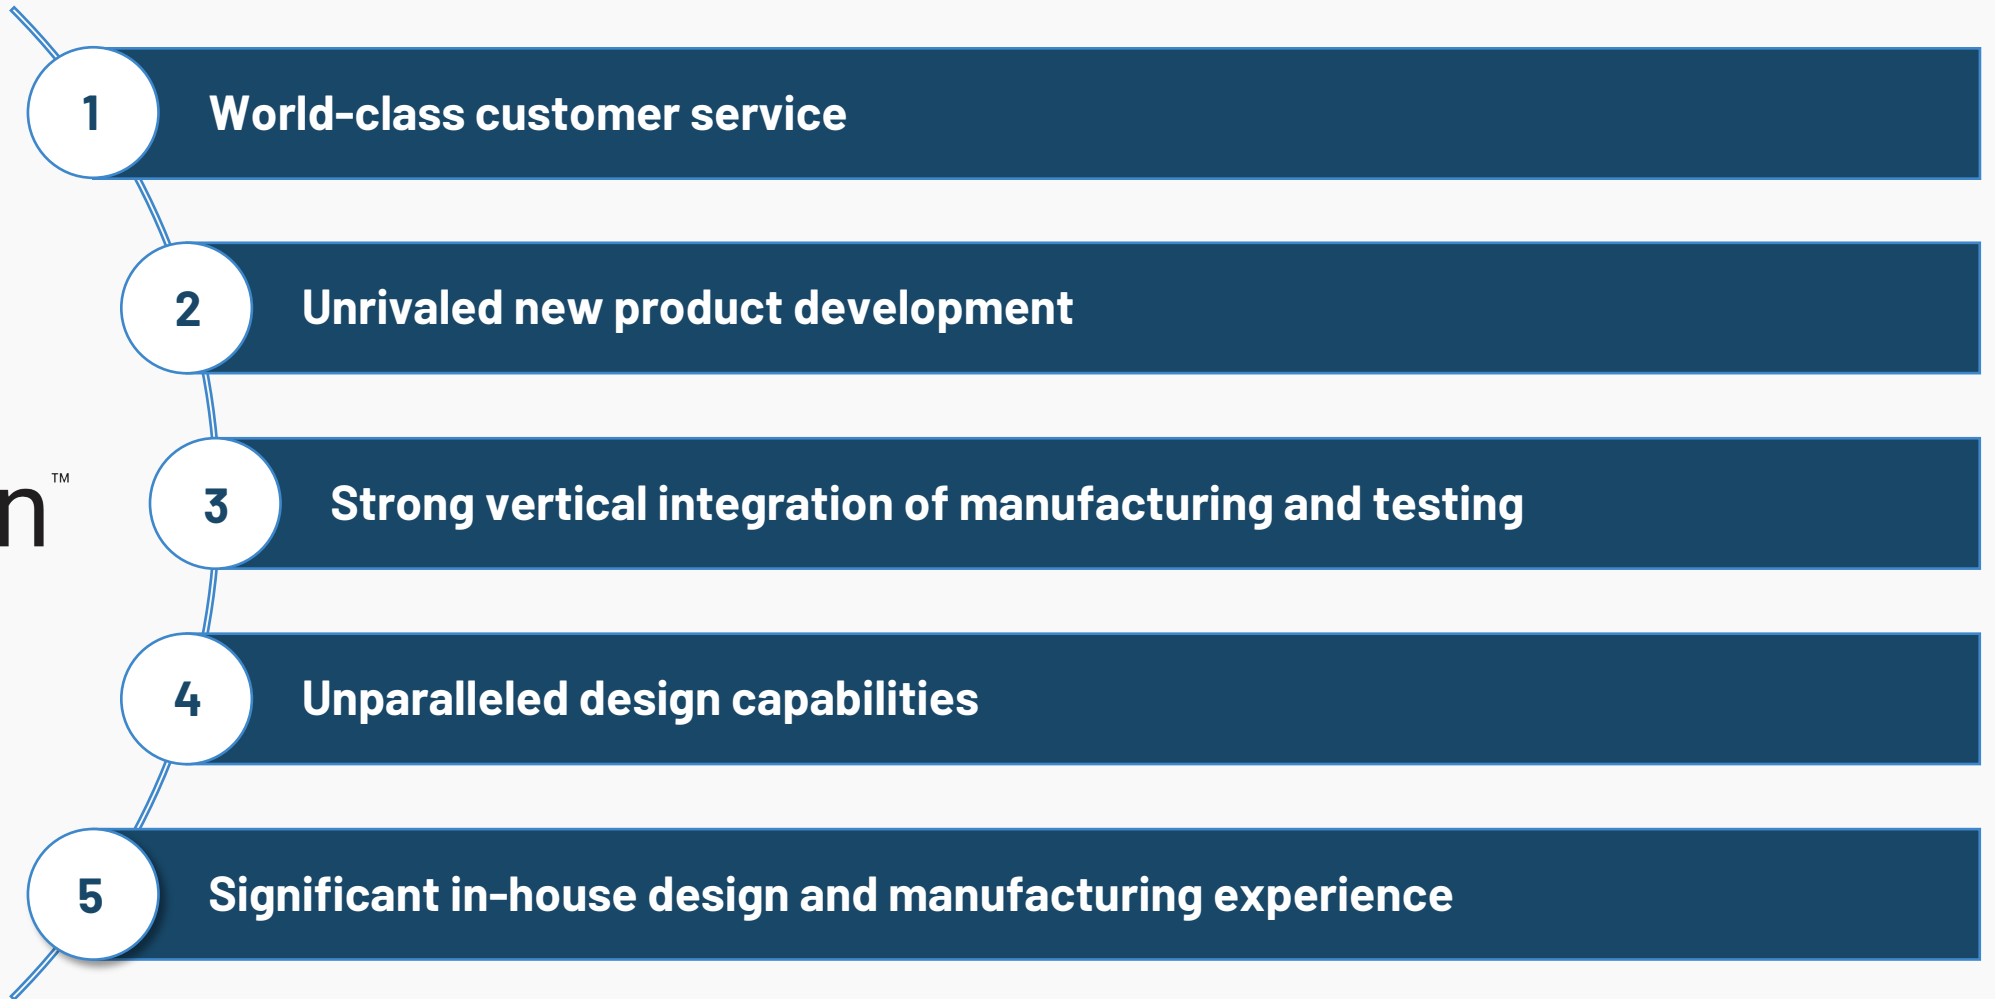 1
World-class customer service
2
Unrivaled new product development
n™
3
Strong vertical integration of manufacturing and testing
4
Unparalleled design capabilities
5
Significant in-house design and manufacturing experience